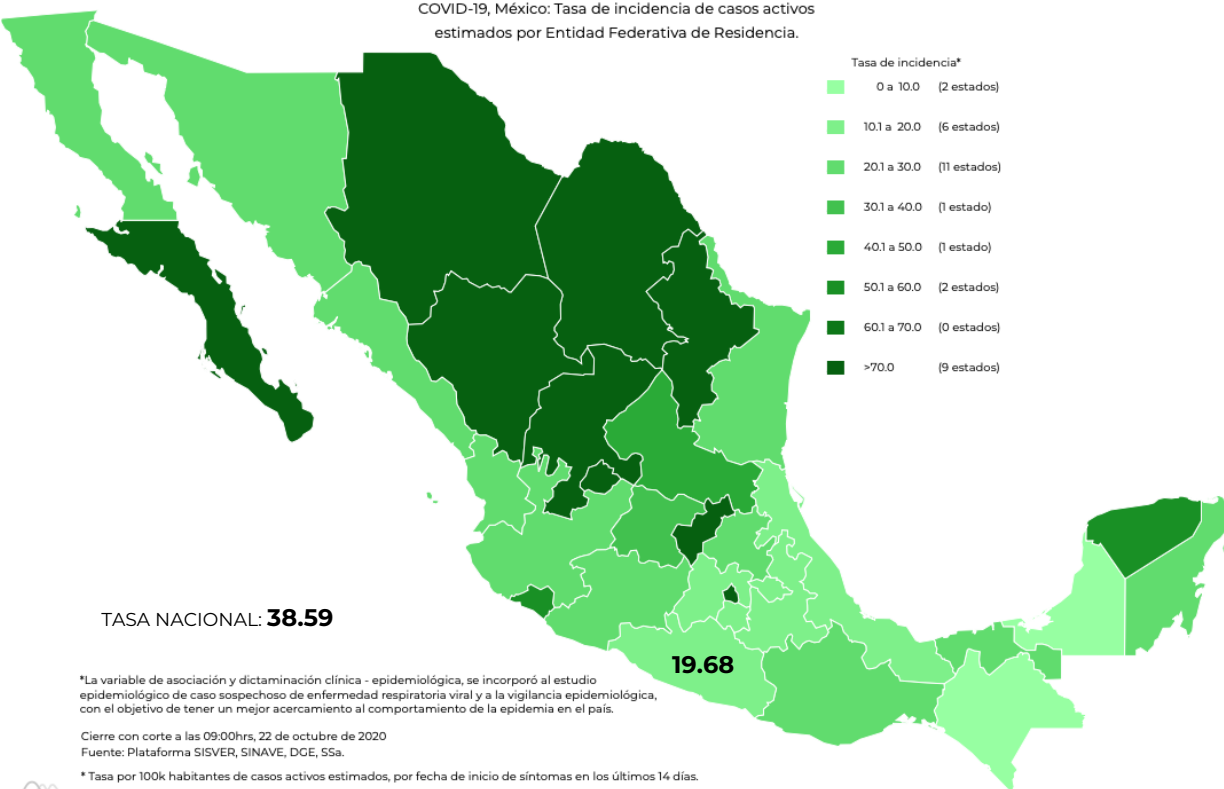 COVID-19, México: Tasa de incidencia de casos activos
estimados por Entidad Federativa de Residencia.
Tasa de incidencia*
0 a 10.0 (2 estados)
10.1 a 20.0 (6 estados)
20.1 a 30.0 (11 estados)
30.1 a 40.0 (1 estado)
40.1 a 50.0 (1 estado)
50.1 a 60.0 (2 estados)
60.1 a 70.0 (0 estados)
>70.0 (9 estados)
TASA NACIONAL: 38.59
19.68
*La variable de asociación y dictaminación clínica - epidemiológica, se incorporó al estudio
epidemiológico de caso sospechoso de enfermedad respiratoria viral y a la vigilancia epidemiológica,
con el objetivo de tener un mejor acercamiento al comportamiento de la epidemia en el país.
Cierre con corte a las 09:00hrs, 22 de octubre de 2020
Fuente: Plataforma SISVER, SINAVE, DGE, SSa.
* Tasa por 100k habitantes de casos activos estimados, por fecha de inicio de síntomas en los últimos 14 días.